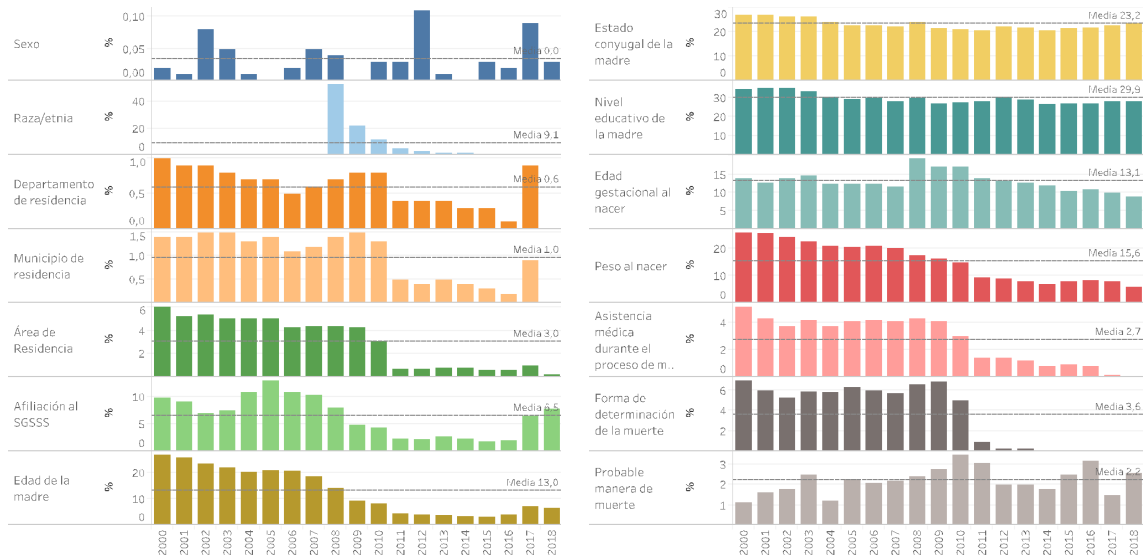 Sexo
%
0,10
0,05
0,00
Media 0,0
Raza/etnia
%
40
20
0
Media 9,1
Departamento
de residencia
%
1,0
0,5
0,0
Media 0,6
Municipio de
residencia
%
1,5
1,0
0,5
Media 1,0
Área de
Residencia
%
6
4
2
Media 3,0
Afiliación al
SGSSS
%
10
5
0
Media 6,5
Edad de la
madre
%
20
10
0
Media 13,0
2000
2001
2002
2003
2004
2005
2006
2007
2008
2009
2010
2011
2012
2013
2014
2015
2016
2017
2018
Estado
conyugal de la
madre
%
30
20
10
0
Media 23,2
Nivel
educativo de
la madre
%
30
20
10
Media 29,9
Edad
gestacional al
nacer
%
15
10
5
Media 13,1
Peso al nacer
%
20
10
0
Media 15,6
Asistencia
médica
durante el
proceso de m..
%
4
2
0
Media 2,7
Forma de
determinación
de la muerte
%
6
4
2
0
Media 3,6
Probable
manera de
muerte
%
3
2
1
Media 2,2
2000
2001
2002
2003
2004
2005
2006
2007
2008
2009
2010
2011
2012
2013
2014
2015
2016
2017
2018